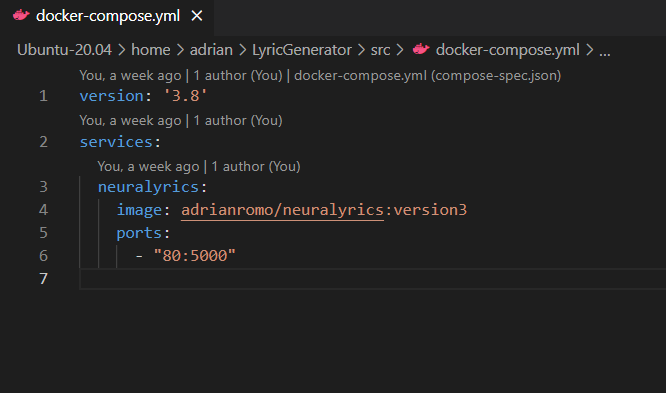 docker-compose.yml ×
Ubuntu-20.04 > home > adrian > LyricGenerator > src > docker-compose.yml > ...
You, a week ago | 1 author (You) | docker-compose.yml (compose-spec.json)
1 version: '3.8'
You, a week ago | 1 author (You)
2 services:
You, a week ago | 1 author (You)
3 neuralyrics:
4 image: adrianromo/neuralyrics:version3
5 ports:
6 - "80:5000"
7